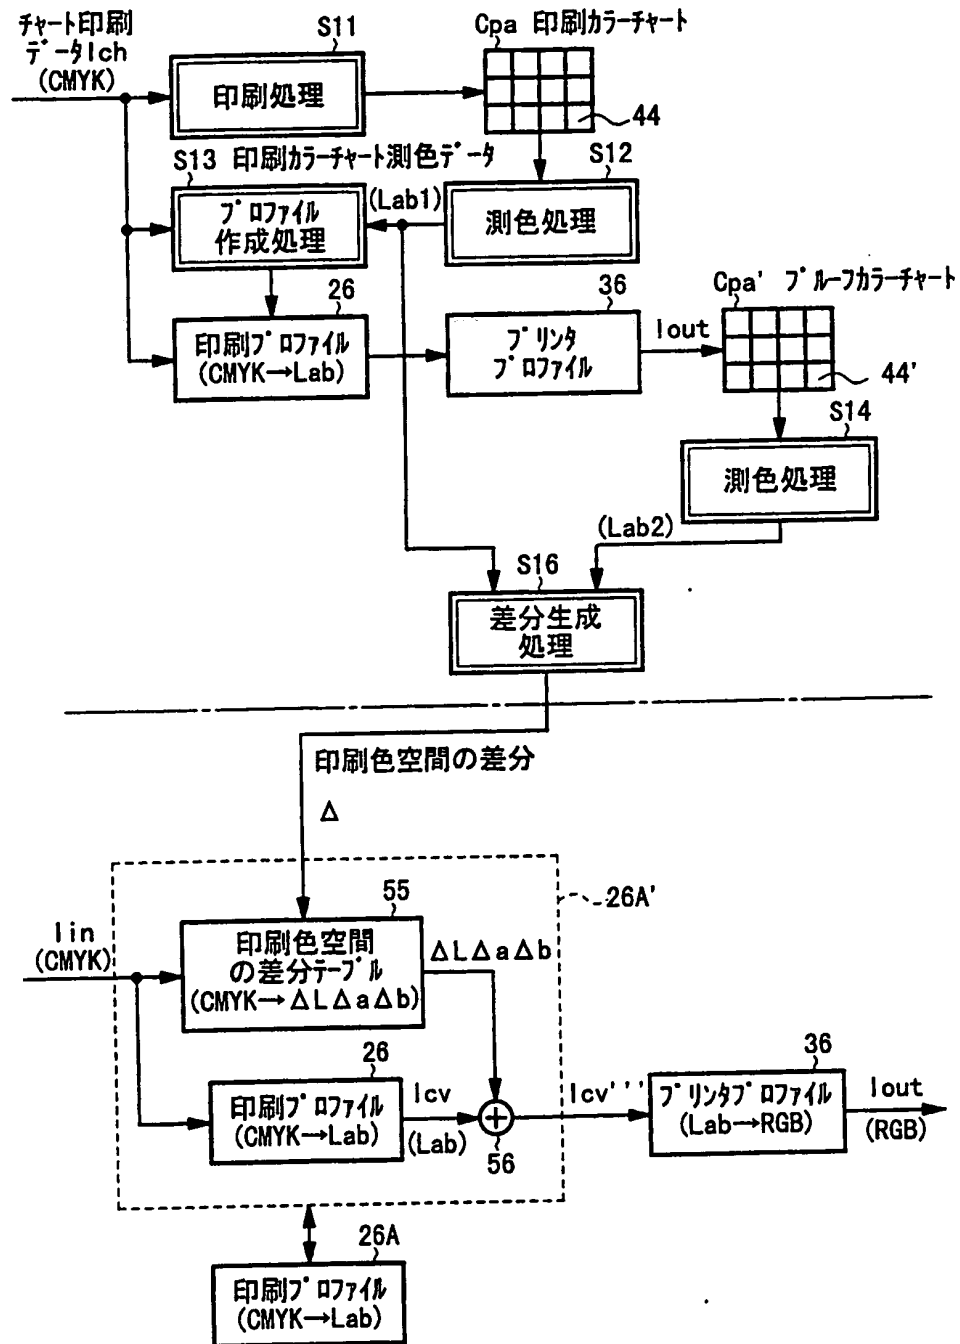 チャート印刷
データIch
(CMYK)
S11
印刷処理
Cpa 印刷カラーチャート
44
S13 印刷カラーチャート測色データ
(Lab1)
S12
プロファイル
作成処理
測色処理
26
印刷プロファイル
(CMYK→Lab)
36
プリンタ
プロファイル
Iout
Cpa' プルーフカラーチャート
44'
S14
測色処理
(Lab2)
S16
差分生成
処理
印刷色空間の差分
Δ
26A'
Iin
(CMYK)
55
印刷色空間
の差分テーブル
(CMYK→ΔLΔaΔb)
ΔLΔaΔb
26
印刷プロファイル
(CMYK→Lab)
Icv
(Lab)
56
Icv'''
36
プリンタプロファイル
(Lab→RGB)
Iout
(RGB)
26A
印刷プロファイル
(CMYK→Lab)